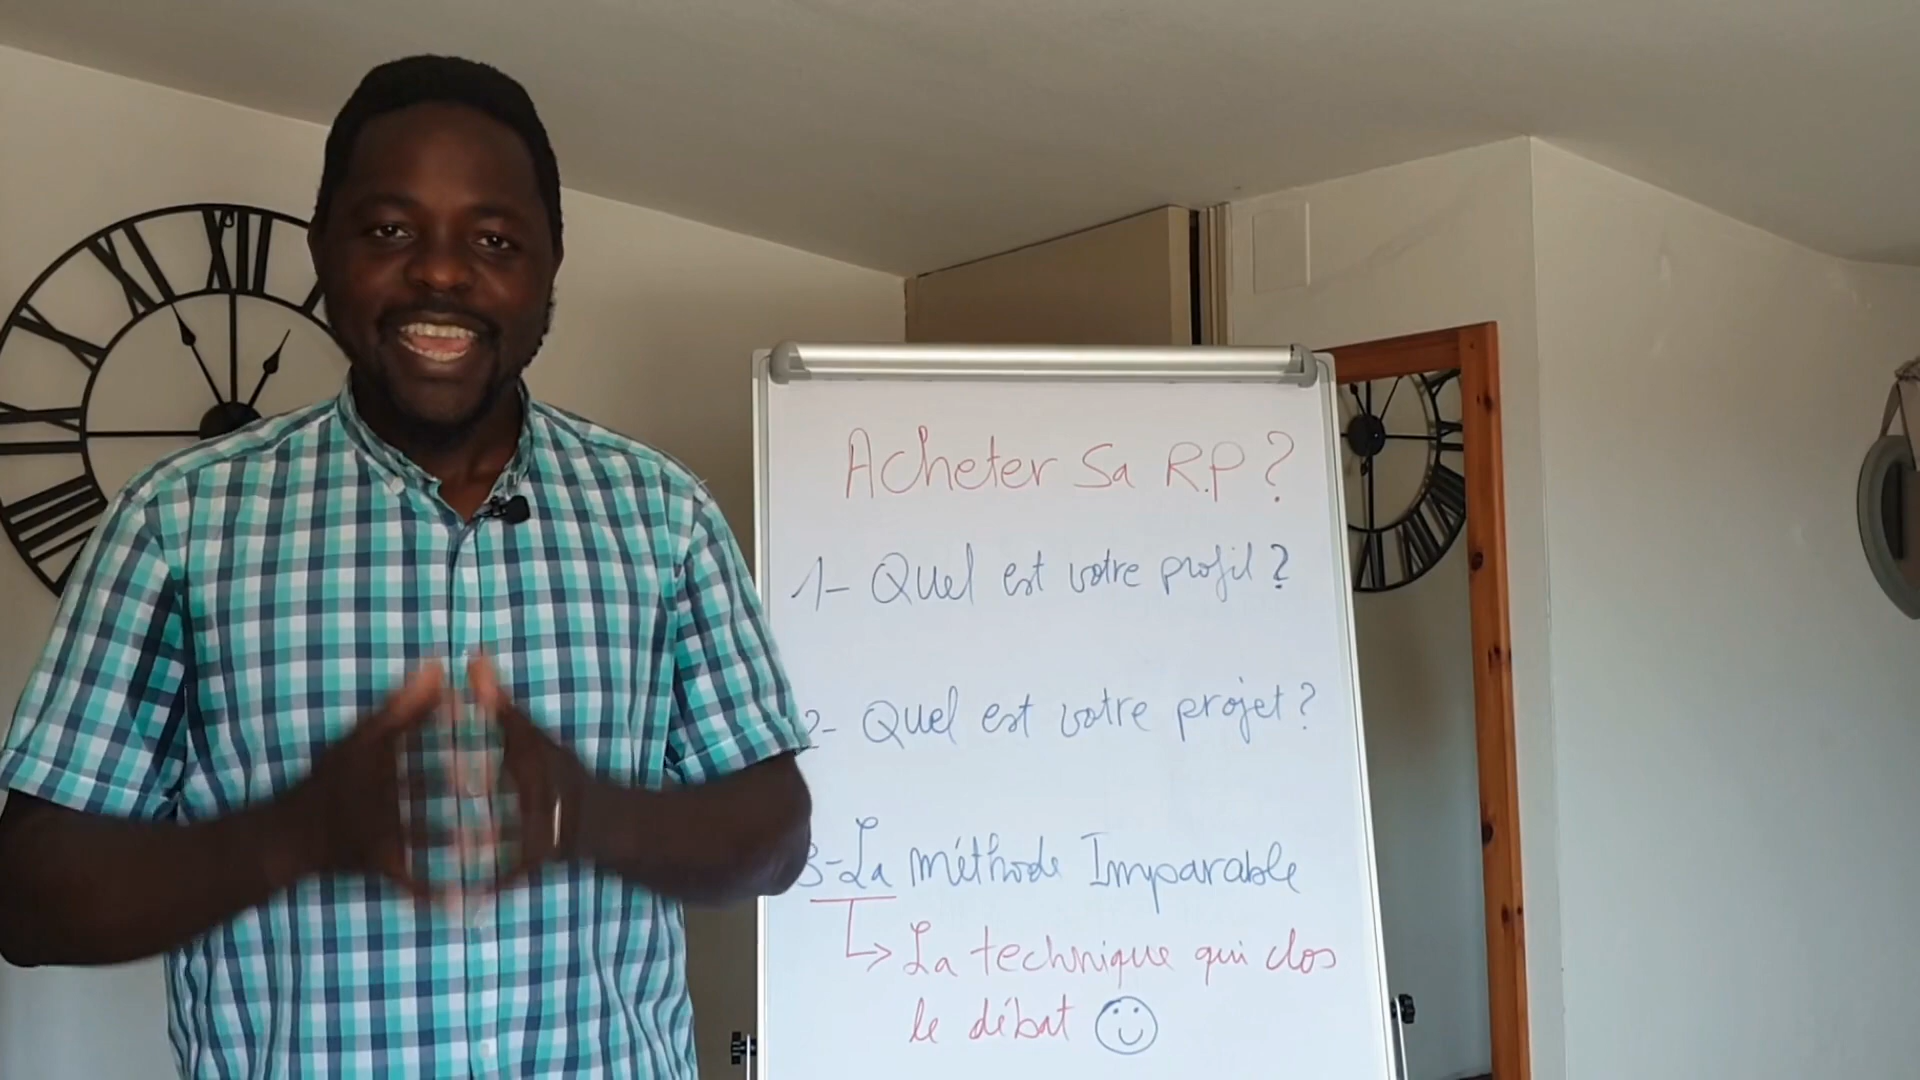 Acheter Sa R.P ?
1- Quel est votre profil ?
2- Quel est votre projet ?
3- La méthode Imparable
La technique qui clos
le débat